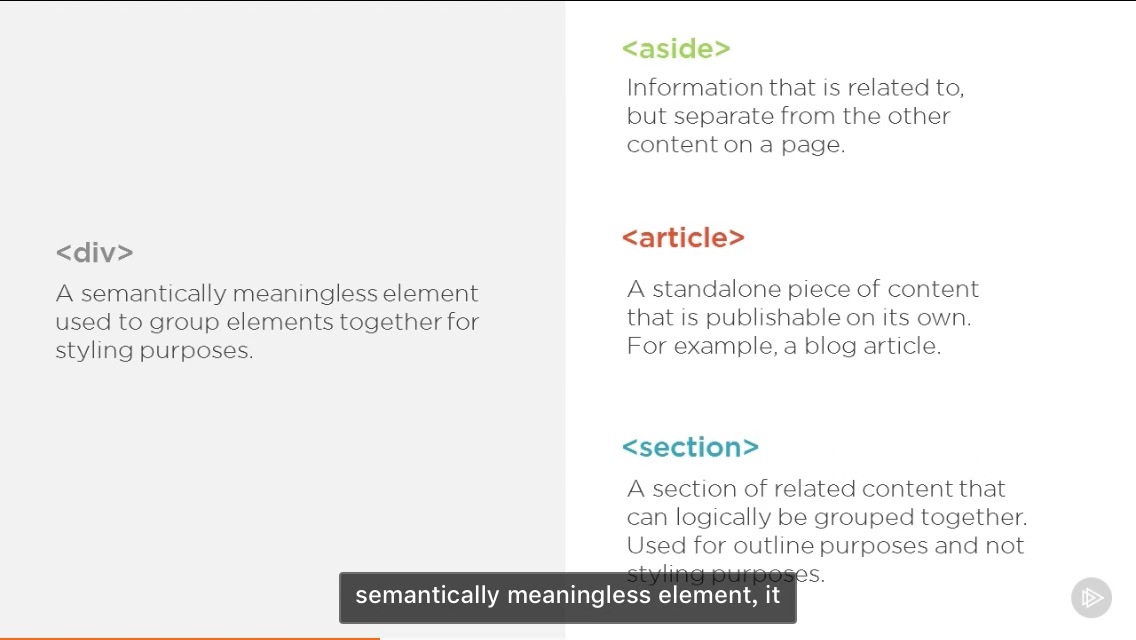 <div>
A semantically meaningless element
used to group elements together for
styling purposes.
<aside>
Information that is related to,
but separate from the other
content on a page.
<article>
A standalone piece of content
that is publishable on its own.
For example, a blog article.
<section>
A section of related content that
can logically be grouped together.
Used for outline purposes and not
styling purposes.
semantically meaningless element, it